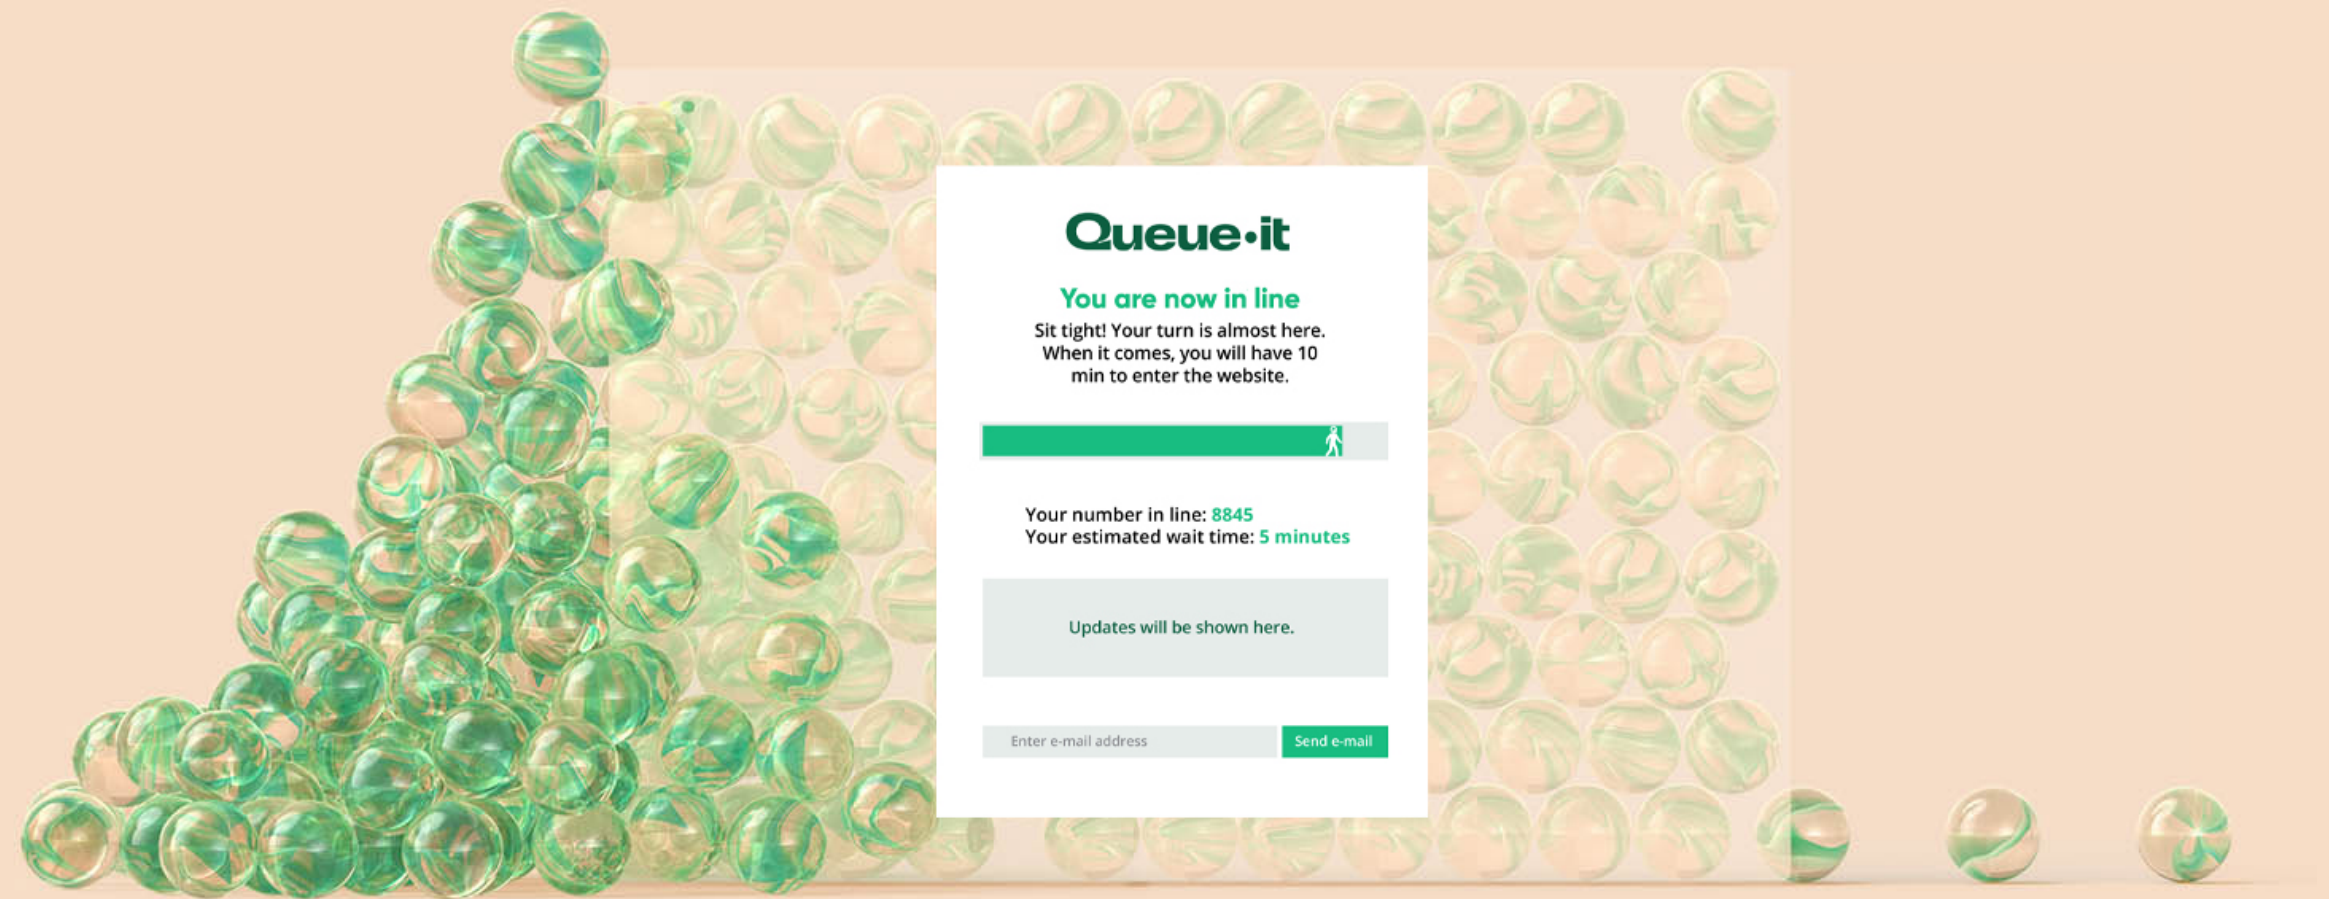 Queue•it
You are now in line
Sit tight! Your turn is almost here.
When it comes, you will have 10
min to enter the website.
Your number in line: 8845
Your estimated wait time: 5 minutes
Updates will be shown here.
Enter e-mail address
Send e-mail